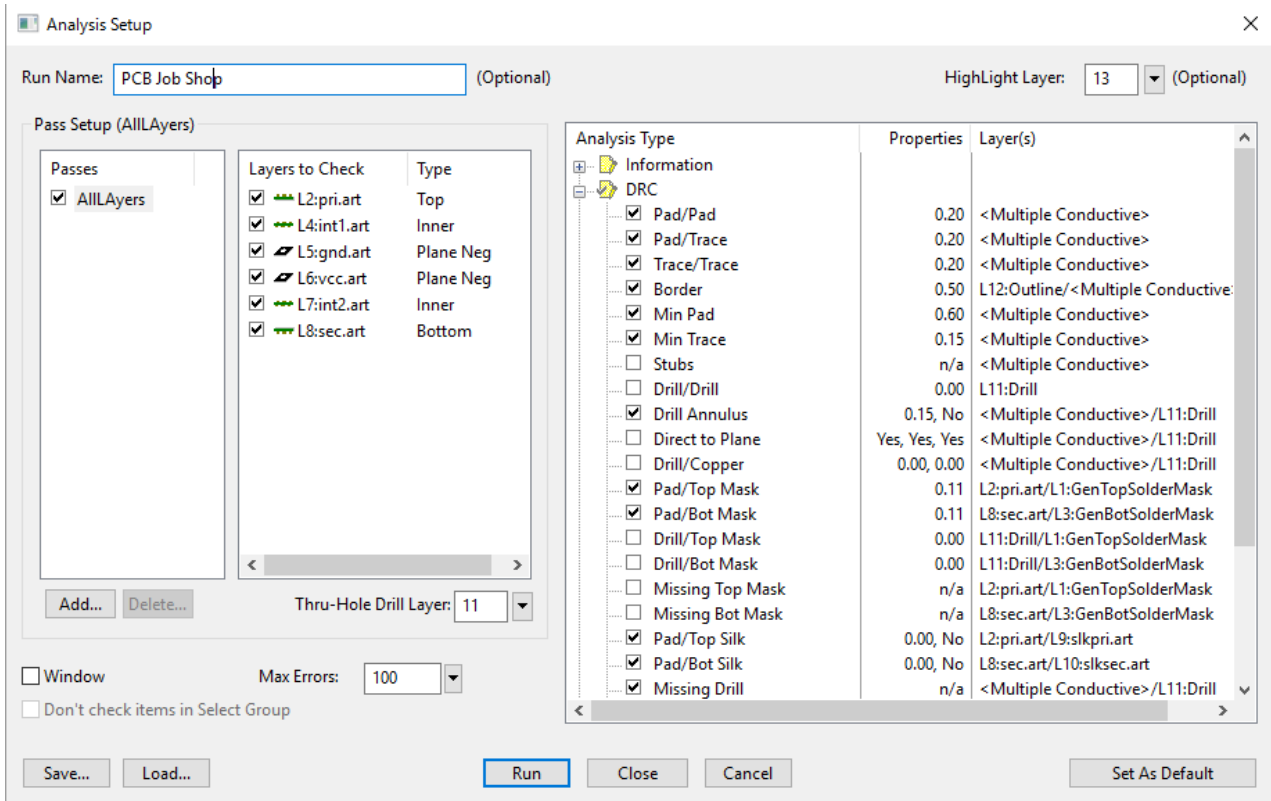 Analysis Setup
Run Name: PCB Job Shop (Optional) HighLight Layer: 13 (Optional)
Pass Setup (AllLAyers)
Passes
AllLAyers
Layers to Check Type
L2:pri.art Top
L4:int1.art Inner
L5:gnd.art Plane Neg
L6:vcc.art Plane Neg
L7:int2.art Inner
L8:sec.art Bottom
Add... Delete... Thru-Hole Drill Layer: 11
Window Max Errors: 100
Don't check items in Select Group
Analysis Type Properties Layer(s)
Information
DRC
Pad/Pad 0.20 <Multiple Conductive>
Pad/Trace 0.20 <Multiple Conductive>
Trace/Trace 0.20 <Multiple Conductive>
Border 0.50 L12:Outline/<Multiple Conductive
Min Pad 0.60 <Multiple Conductive>
Min Trace 0.15 <Multiple Conductive>
Stubs n/a <Multiple Conductive>
Drill/Drill 0.00 L11:Drill
Drill Annulus 0.15, No <Multiple Conductive>/L11:Drill
Direct to Plane Yes, Yes, Yes <Multiple Conductive>/L11:Drill
Drill/Copper 0.00, 0.00 <Multiple Conductive>/L11:Drill
Pad/Top Mask 0.11 L2:pri.art/L1:GenTopSolderMask
Pad/Bot Mask 0.11 L8:sec.art/L3:GenBotSolderMask
Drill/Top Mask 0.00 L11:Drill/L1:GenTopSolderMask
Drill/Bot Mask 0.00 L11:Drill/L3:GenBotSolderMask
Missing Top Mask n/a L2:pri.art/L1:GenTopSolderMask
Missing Bot Mask n/a L8:sec.art/L3:GenBotSolderMask
Pad/Top Silk 0.00, No L2:pri.art/L9:slkpri.art
Pad/Bot Silk 0.00, No L8:sec.art/L10:slksec.art
Missing Drill n/a <Multiple Conductive>/L11:Drill
Save... Load... Run Close Cancel Set As Default